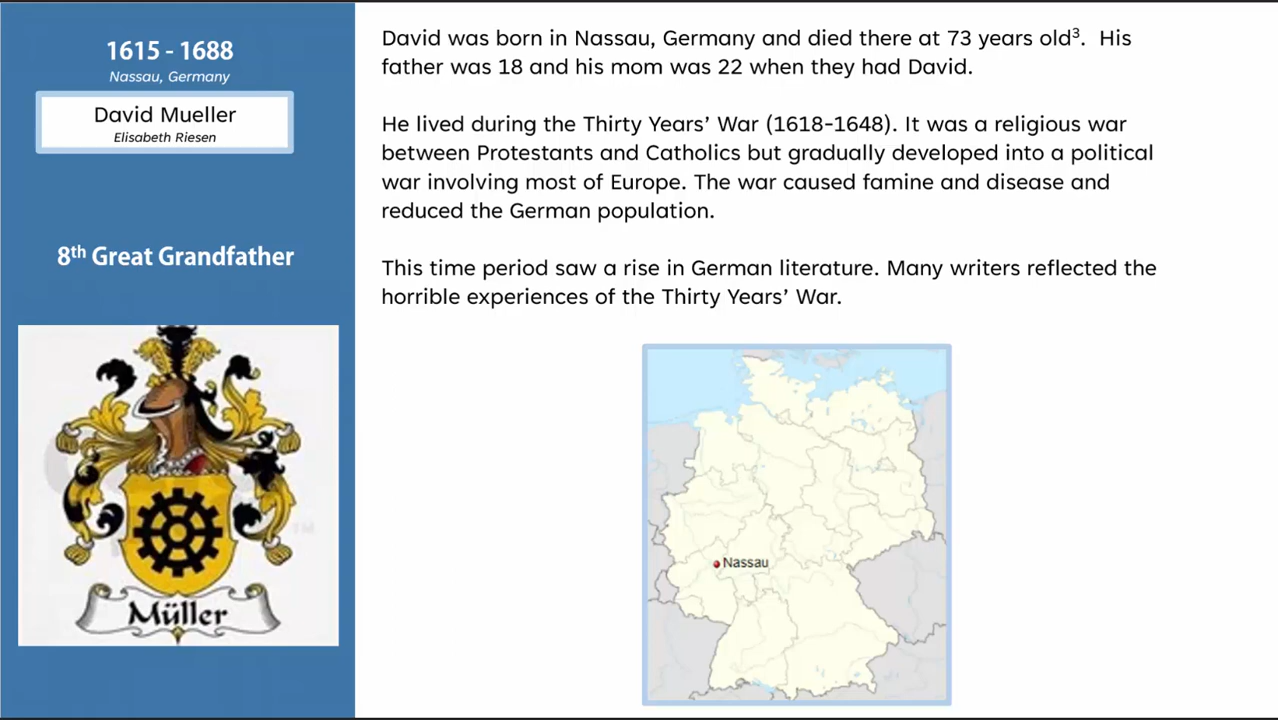 1615 - 1688
Nassau, Germany
David Mueller
Elisabeth Riesen
8th Great Grandfather
Müller
David was born in Nassau, Germany and died there at 73 years old³. His
father was 18 and his mom was 22 when they had David.
He lived during the Thirty Years’ War (1618-1648). It was a religious war
between Protestants and Catholics but gradually developed into a political
war involving most of Europe. The war caused famine and disease and
reduced the German population.
This time period saw a rise in German literature. Many writers reflected the
horrible experiences of the Thirty Years’ War.
Nassau